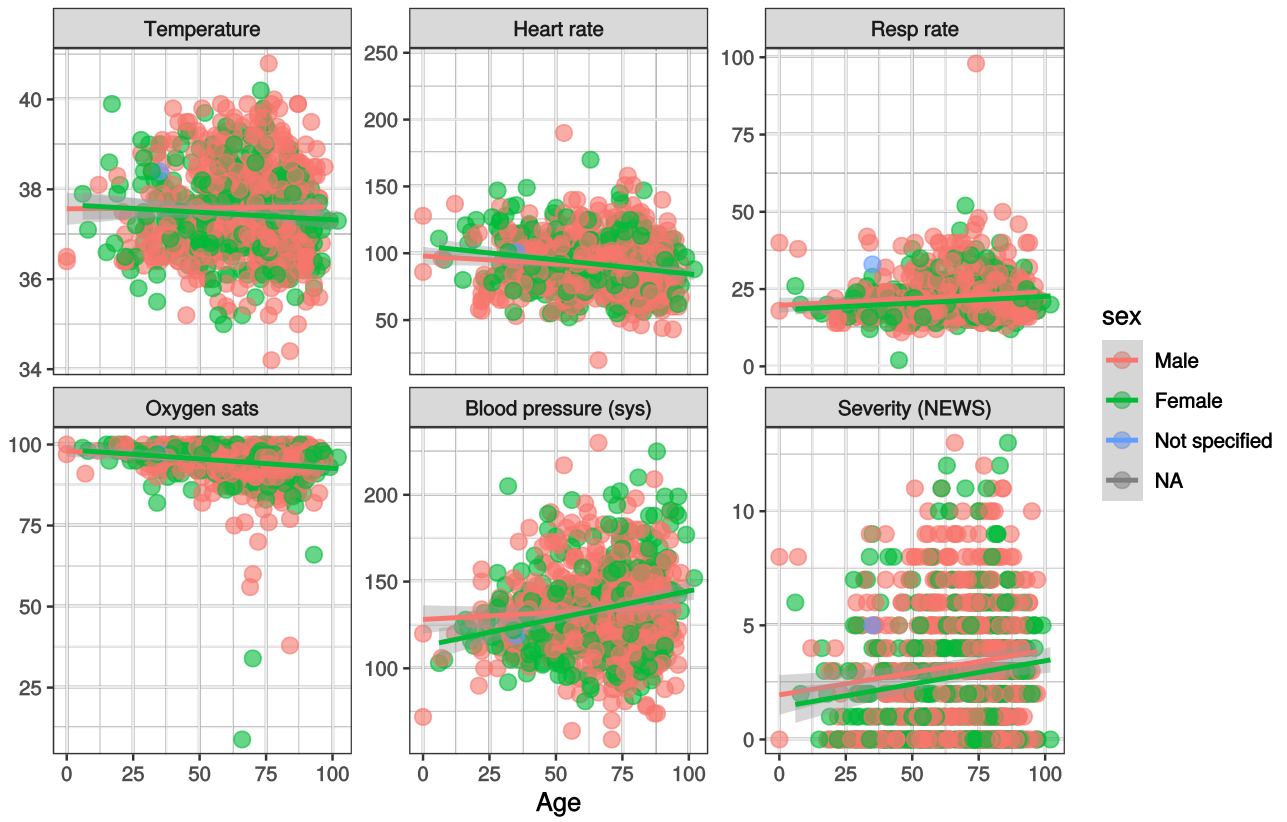 Temperature
Heart rate
Resp rate
40
38
36
34
250
200
150
100
50
100
75
50
25
0
Oxygen sats
Blood pressure (sys)
Severity (NEWS)
100
75
50
25
200
150
100
10
5
0
0 25 50 75 100
0 25 50 75 100
0 25 50 75 100
Age
sex
Male
Female
Not specified
NA